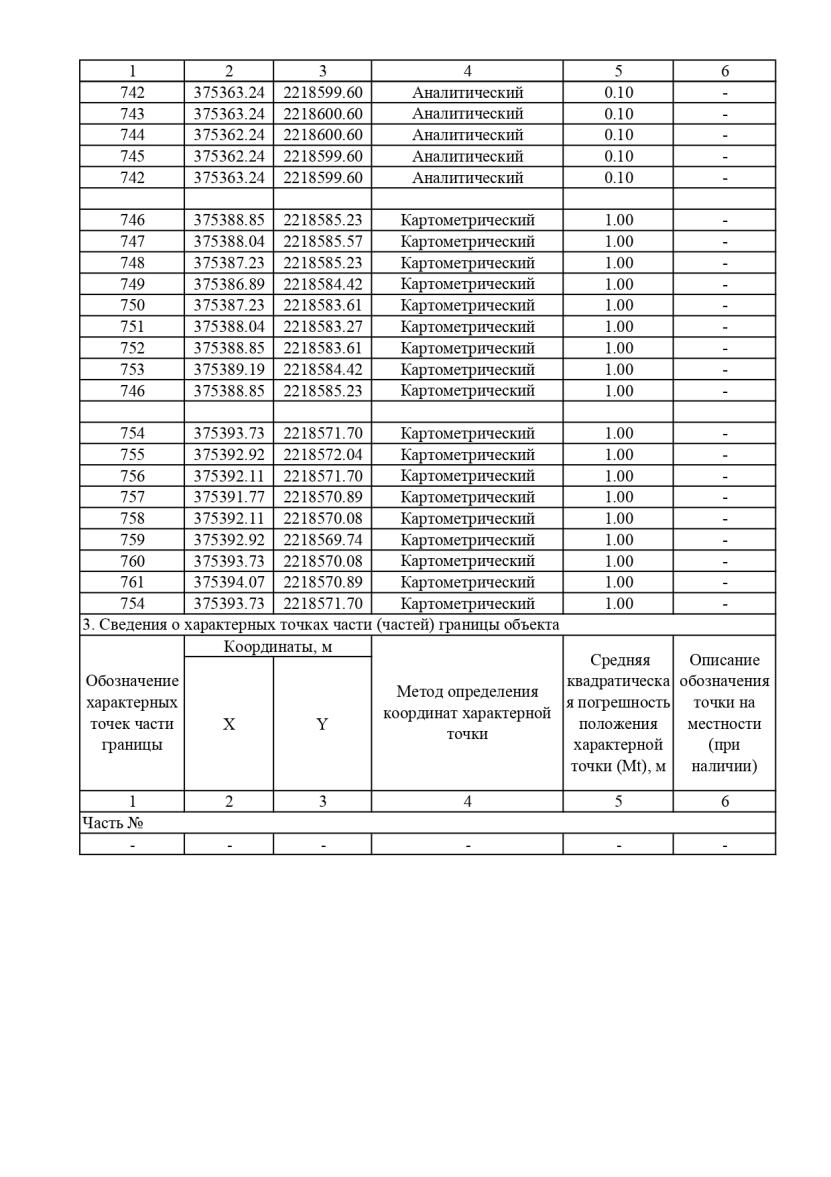 1 2 3 4 5 6
742 375363.24 2218599.60 Аналитический 0.10 -
743 375363.24 2218600.60 Аналитический 0.10 -
744 375362.24 2218600.60 Аналитический 0.10 -
745 375362.24 2218599.60 Аналитический 0.10 -
742 375363.24 2218599.60 Аналитический 0.10 -
746 375388.85 2218585.23 Картометрический 1.00 -
747 375388.04 2218585.57 Картометрический 1.00 -
748 375387.23 2218585.23 Картометрический 1.00 -
749 375386.89 2218584.42 Картометрический 1.00 -
750 375387.23 2218583.61 Картометрический 1.00 -
751 375388.04 2218583.27 Картометрический 1.00 -
752 375388.85 2218583.61 Картометрический 1.00 -
753 375389.19 2218584.42 Картометрический 1.00 -
746 375388.85 2218585.23 Картометрический 1.00 -
754 375393.73 2218571.70 Картометрический 1.00 -
755 375392.92 2218572.04 Картометрический 1.00 -
756 375392.11 2218571.70 Картометрический 1.00 -
757 375391.77 2218570.89 Картометрический 1.00 -
758 375392.11 2218570.08 Картометрический 1.00 -
759 375392.92 2218569.74 Картометрический 1.00 -
760 375393.73 2218570.08 Картометрический 1.00 -
761 375394.07 2218570.89 Картометрический 1.00 -
754 375393.73 2218571.70 Картометрический 1.00 -
3. Сведения о характерных точках части (частей) границы объекта
Обозначение
характерных
точек части
границы
Координаты, м
X Y
Метод определения
координат характерной
точки
Средняя
квадратическа
я погрешность
положения
характерной
точки (Mt), м
Описание
обозначения
точки на
местности
(при
наличии)
1 2 3 4 5 6
Часть №
- - - - - -